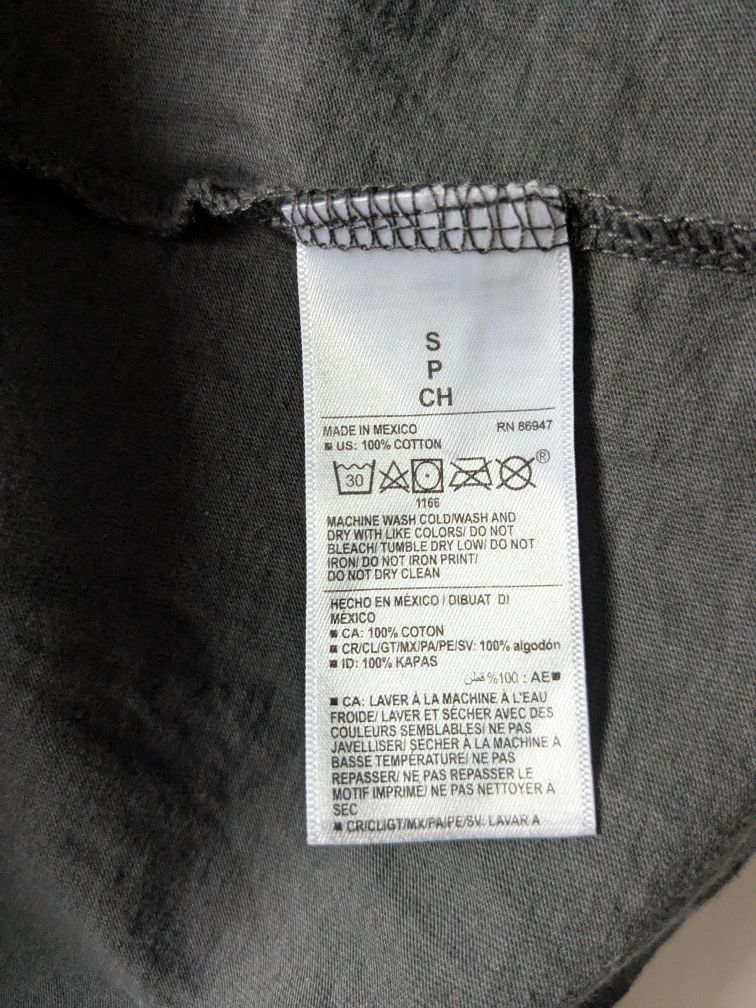 S
P
CH
MADE IN MEXICO RN 86947
■ US: 100% COTTON
30 ®
1166
MACHINE WASH COLD/WASH AND
DRY WITH LIKE COLORS/ DO NOT
BLEACH/ TUMBLE DRY LOW/ DO NOT
IRON/ DO NOT IRON PRINT/
DO NOT DRY CLEAN
HECHO EN MÉXICO / DIBUAT DI
MÉXICO
■ CA: 100% COTON
■ CR/CL/GT/MX/PA/PE/SV: 100% algodón
■ ID: 100% KAPAS
■AE : 100% قطن
■ CA: LAVER À LA MACHINE À L'EAU
FROIDE/ LAVER ET SÉCHER AVEC DES
COULEURS SEMBLABLES/ NE PAS
JAVELLISER/ SÉCHER À LA MACHINE À
BASSE TEMPÉRATURE/ NE PAS
REPASSER/ NE PAS REPASSER LE
MOTIF IMPRIMÉ/ NE PAS NETTOYER À
SEC
■ CR/CL/GT/MX/PA/PE/SV: LAVAR A